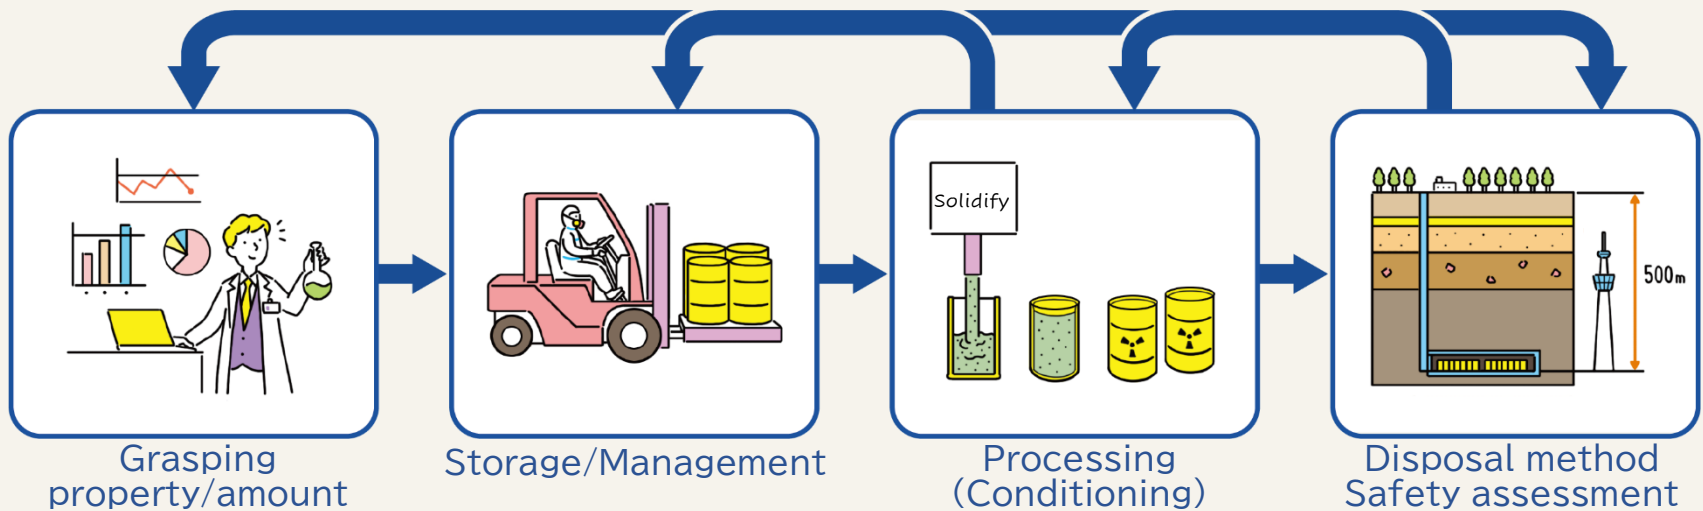 Solidify
500m
Grasping
property/amount
Storage/Management
Processing
(Conditioning)
Disposal method
Safety assessment